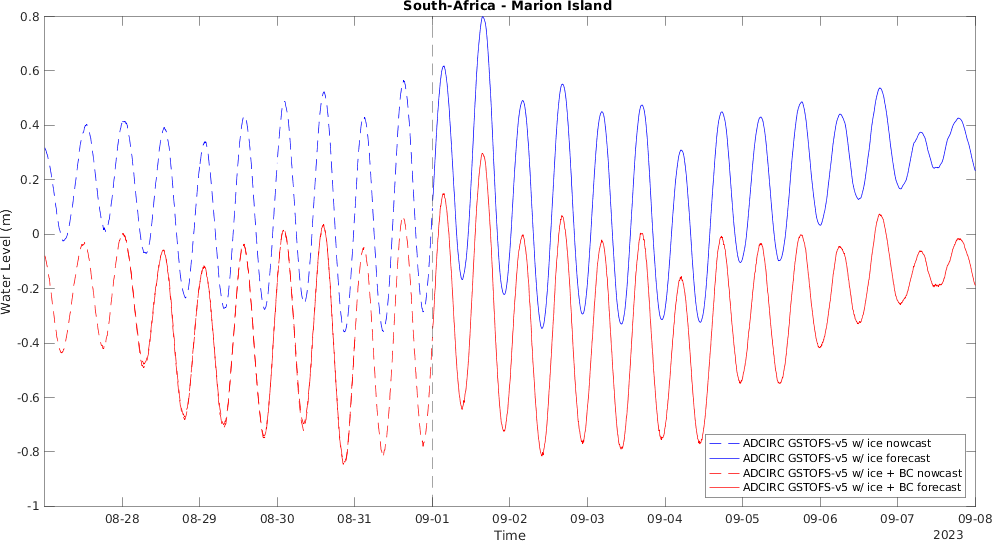 South-Africa - Marion Island
Water Level (m)
0.8
0.6
0.4
0.2
0
-0.2
-0.4
-0.6
-0.8
-1
ADCIRC GSTOFS-v5 w/ ice nowcast
ADCIRC GSTOFS-v5 w/ ice forecast
ADCIRC GSTOFS-v5 w/ ice + BC nowcast
ADCIRC GSTOFS-v5 w/ ice + BC forecast
08-28 08-29 08-30 08-31 09-01 09-02 09-03 09-04 09-05 09-06 09-07 09-08
Time
2023